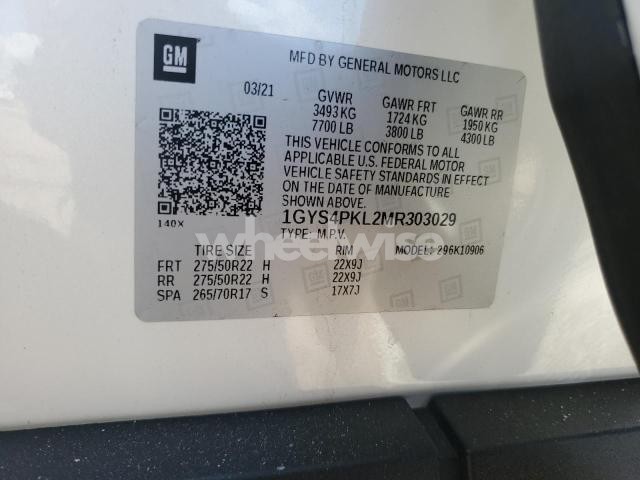 GM
MFD BY GENERAL MOTORS LLC
03/21 GVWR GAWR FRT GAWR RR
3493 KG 1724 KG 1950 KG
7700 LB 3800 LB 4300 LB
THIS VEHICLE CONFORMS TO ALL
APPLICABLE U.S. FEDERAL MOTOR
VEHICLE SAFETY STANDARDS IN EFFECT
ON THE DATE OF MANUFACTURE
SHOWN ABOVE.
140X 1GYS4PKL2MR303029
TYPE: M.P.V. MODEL: 296K10906
wheelwise
TIRE SIZE RIM
FRT 275/50R22 H 22X9J
RR 275/50R22 H 22X9J
SPA 265/70R17 S 17X7J